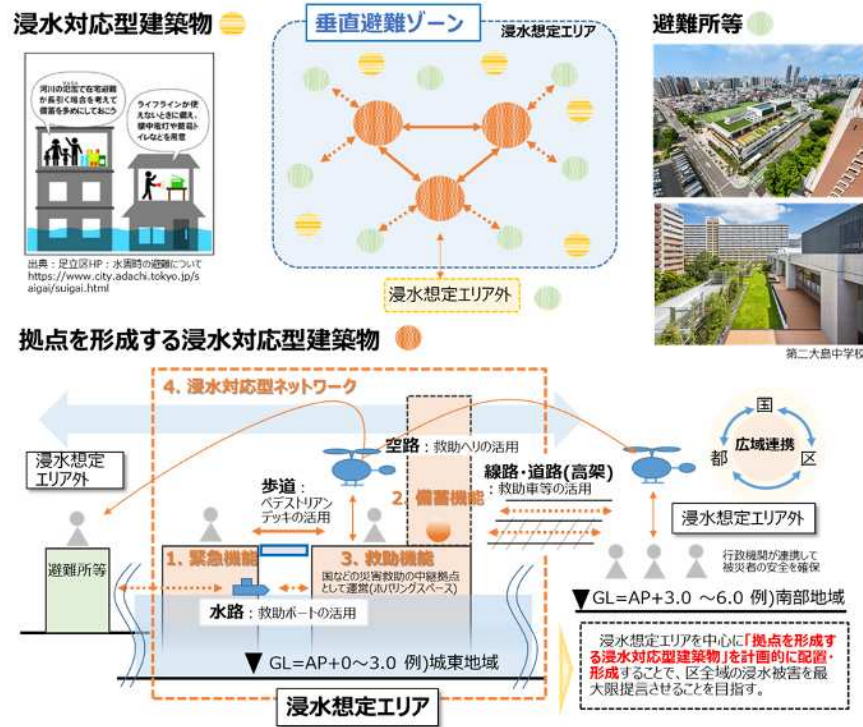 浸水対応型建築物
河川の氾濫で在宅避難
が長引く場合を考えて
備蓄を多めにしておこう
ライフラインが使
えないときに備え、
懐中電灯や簡易ト
イレなどを用意
出典：足立区HP：水害時の避難について
https://www.city.adachi.tokyo.jp/s
aigai/suigai.html
垂直避難ゾーン
浸水想定エリア
浸水想定エリア外
避難所等
第二大島中学校
拠点を形成する浸水対応型建築物
4. 浸水対応型ネットワーク
浸水想定
エリア外
空路：救助ヘリの活用
歩道：
ペデストリアン
デッキの活用
2. 備蓄機能
線路・道路(高架)
：救助車等の活用
国
都
区
広域連携
浸水想定エリア外
避難所等
1. 緊急機能
3. 救助機能
国などの災害救助の中継拠点
として運営(ホバリングスペース)
水路：救助ボートの活用
行政機関が連携して
被災者の安全を確保
▼GL=AP+3.0 ～6.0 例)南部地域
▼GL=AP+0～3.0 例)城東地域
浸水想定エリア
浸水想定エリアを中心に「拠点を形成す
る浸水対応型建築物」を計画的に配置・
形成することで、区全域の浸水被害を最
大限提言させることを目指す。